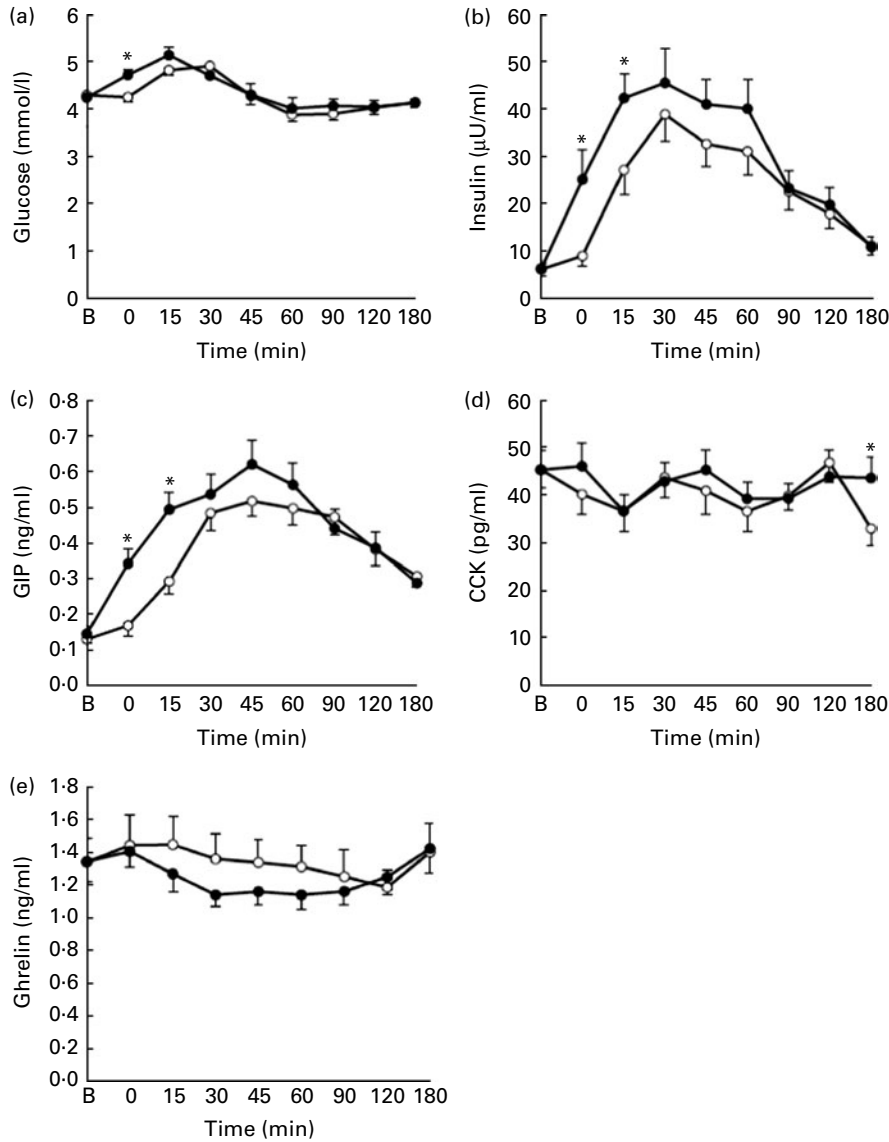 (a)
Glucose (mmol/l)
6
5
4
3
2
1
0
*
B 0 15 30 45 60 90 120 180
Time (min)
(b)
Insulin (μU/ml)
60
50
40
30
20
10
0
*
*
B 0 15 30 45 60 90 120 180
Time (min)
(c)
GIP (ng/ml)
0·8
0·7
0·6
0·5
0·4
0·3
0·2
0·1
0·0
*
*
B 0 15 30 45 60 90 120 180
Time (min)
(d)
CCK (pg/ml)
60
50
40
30
20
10
0
*
B 0 15 30 45 60 90 120 180
Time (min)
(e)
Ghrelin (ng/ml)
1·8
1·6
1·4
1·2
1·0
0·8
0·6
0·4
0·2
0·0
B 0 15 30 45 60 90 120 180
Time (min)